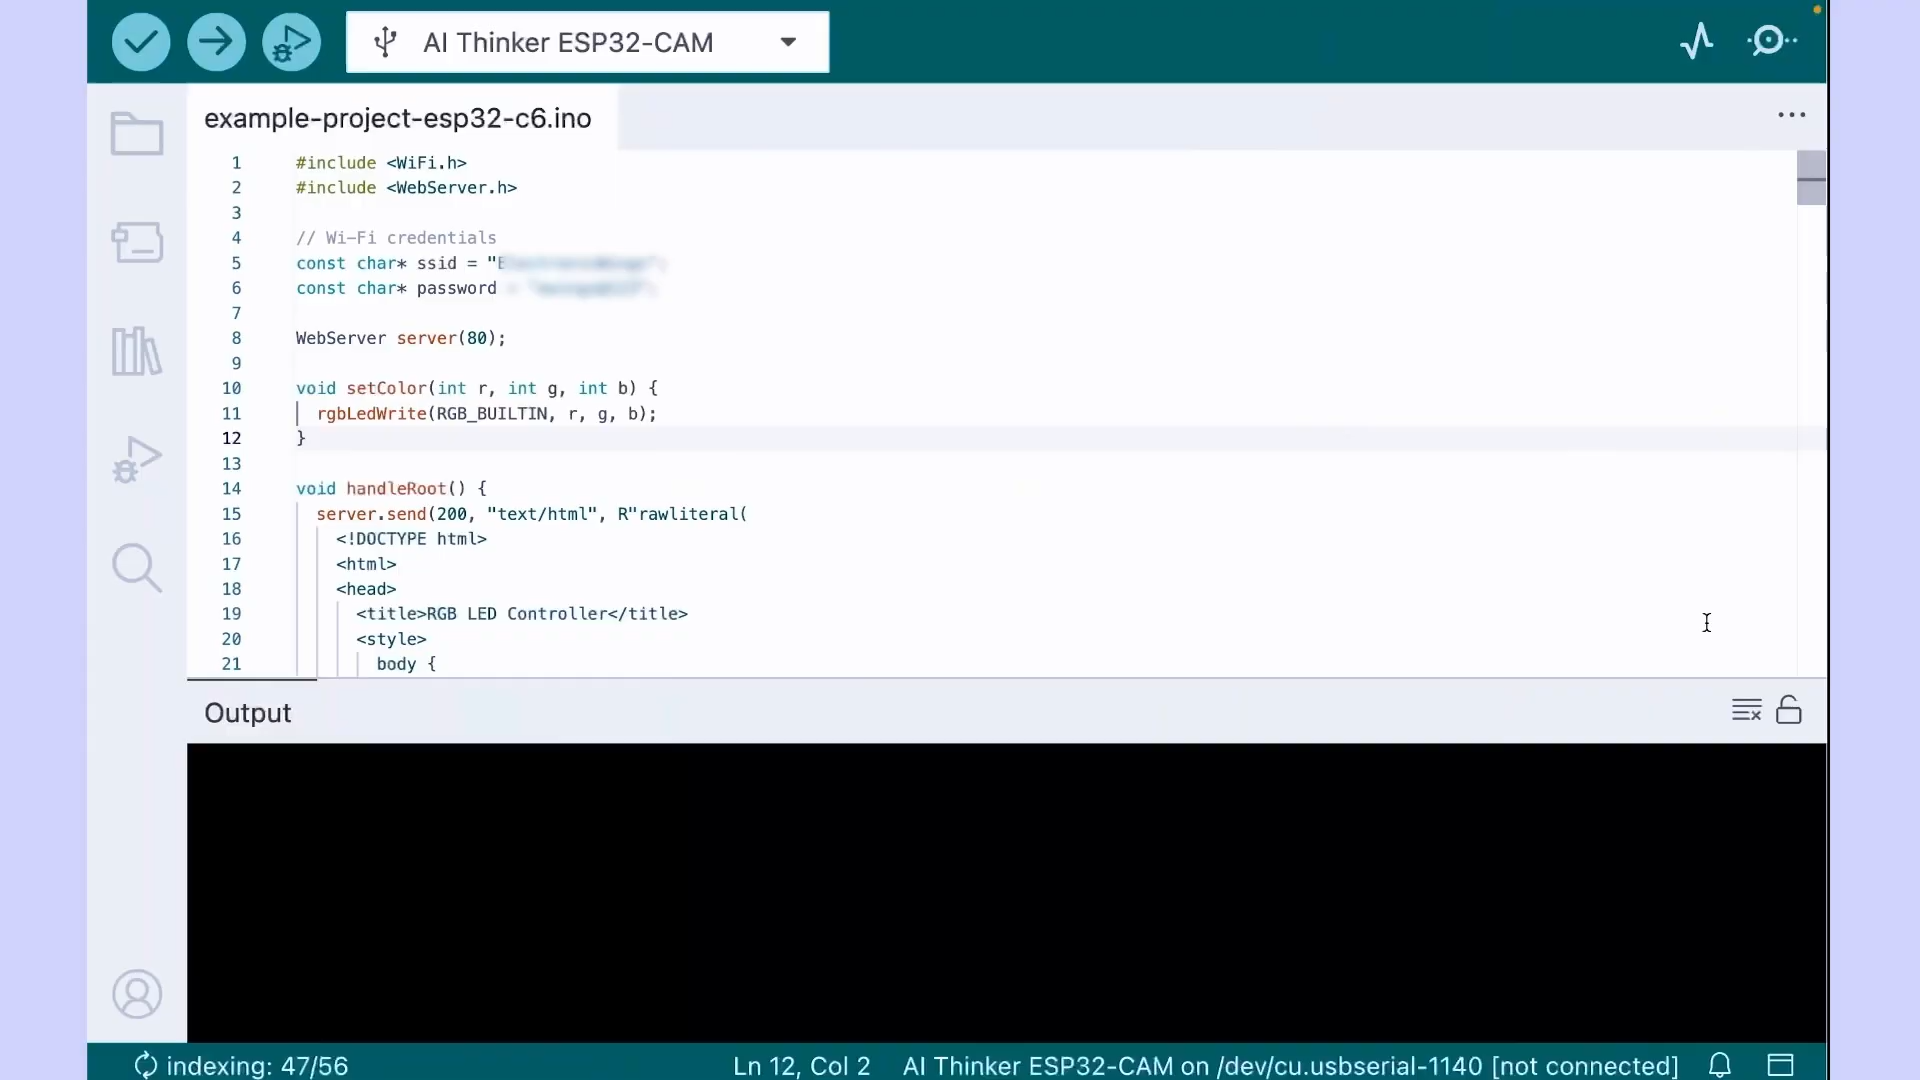 AI Thinker ESP32-CAM
example-project-esp32-c6.ino
1 #include <WiFi.h>
2 #include <WebServer.h>
3
4 // Wi-Fi credentials
5 const char* ssid = "
6 const char* password
7
8 WebServer server(80);
9
10 void setColor(int r, int g, int b) {
11 rgbLedWrite(RGB_BUILTIN, r, g, b);
12 }
13
14 void handleRoot() {
15 server.send(200, "text/html", R"rawliteral(
16 <!DOCTYPE html>
17 <html>
18 <head>
19 <title>RGB LED Controller</title>
20 <style>
21 body {
Output
indexing: 47/56 Ln 12, Col 2 AI Thinker ESP32-CAM on /dev/cu.usbserial-1140 [not connected]